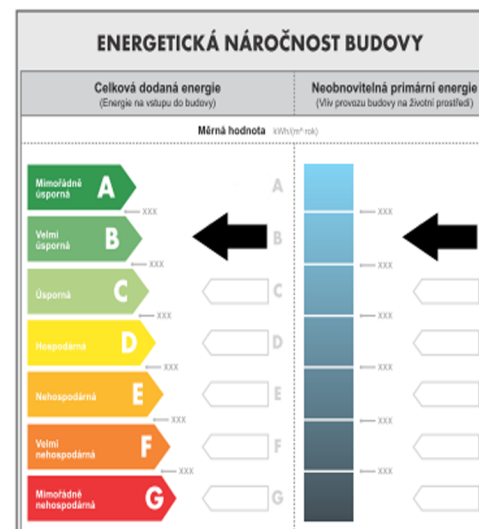 ENERGETICKÁ NÁROČNOST BUDOVY
Celková dodaná energie
(Energie na vstupu do budovy)
Neobnovitelná primární energie
(Vliv provozu budovy na životní prostředí)
Měrná hodnota kWh/(m² rok)
Mimořádně
úsporná
A
A
XXX
XXX
Velmi
úsporná
B
B
XXX
XXX
Úsporná
C
C
XXX
XXX
Hospodárná
D
D
XXX
XXX
Nehospodárná
E
E
XXX
XXX
Velmi
nehospodárná
F
F
XXX
XXX
Mimořádně
nehospodárná
G
G